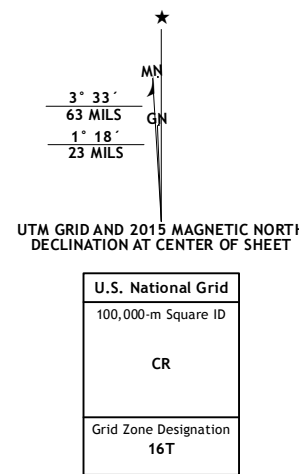 MN
3° 33´
63 MILS
GN
1° 18´
23 MILS
UTM GRID AND 2015 MAGNETIC NORTH
DECLINATION AT CENTER OF SHEET
U.S. National Grid
100,000-m Square ID
CR
Grid Zone Designation
16T